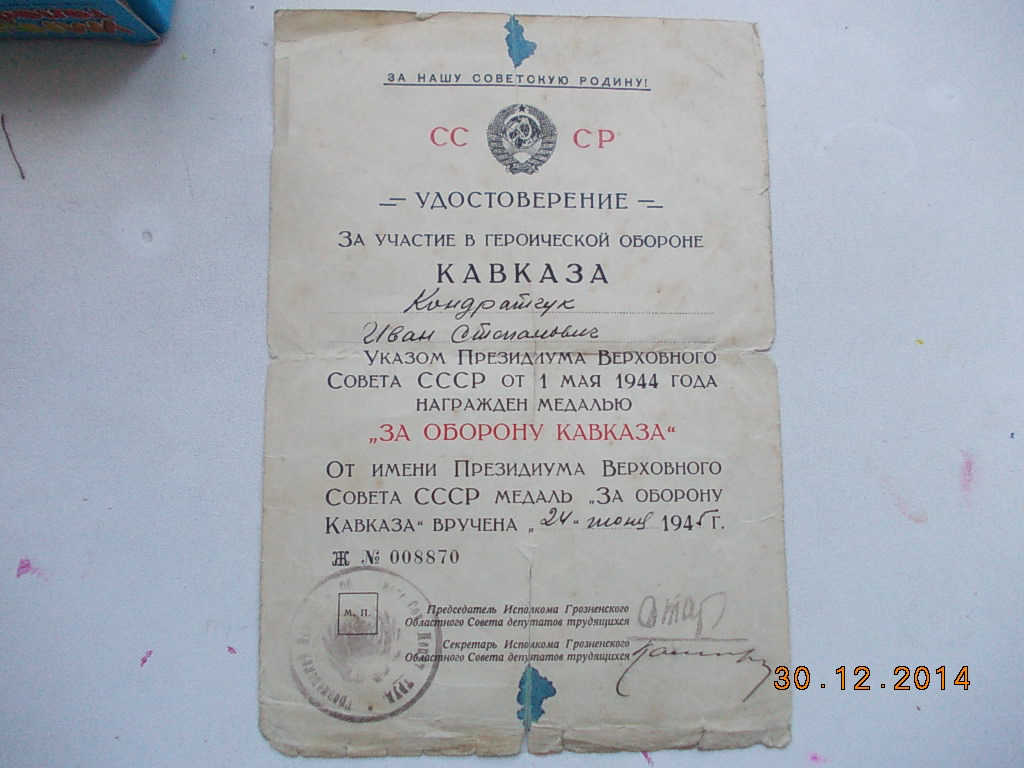 ЗА НАШУ СОВЕТСКУЮ РОДИНУ!
СС СР
УДОСТОВЕРЕНИЕ
ЗА УЧАСТИЕ В ГЕРОИЧЕСКОЙ ОБОРОНЕ
КАВКАЗА
Кондратчук
Иван Степанович
УКАЗОМ ПРЕЗИДИУМА ВЕРХОВНОГО
СОВЕТА СССР ОТ 1 МАЯ 1944 ГОДА
НАГРАЖДЕН МЕДАЛЬЮ
„ЗА ОБОРОНУ КАВКАЗА“
ОТ ИМЕНИ ПРЕЗИДИУМА ВЕРХОВНОГО
СОВЕТА СССР МЕДАЛЬ „ЗА ОБОРОНУ
КАВКАЗА“ ВРУЧЕНА „24“ июня 1945 Г.
Ж № 008870
М. П.
Председатель Исполкома Грозненского
Областного Совета депутатов трудящихся
Секретарь Исполкома Грозненского
Областного Совета депутатов трудящихся
30.12.2014